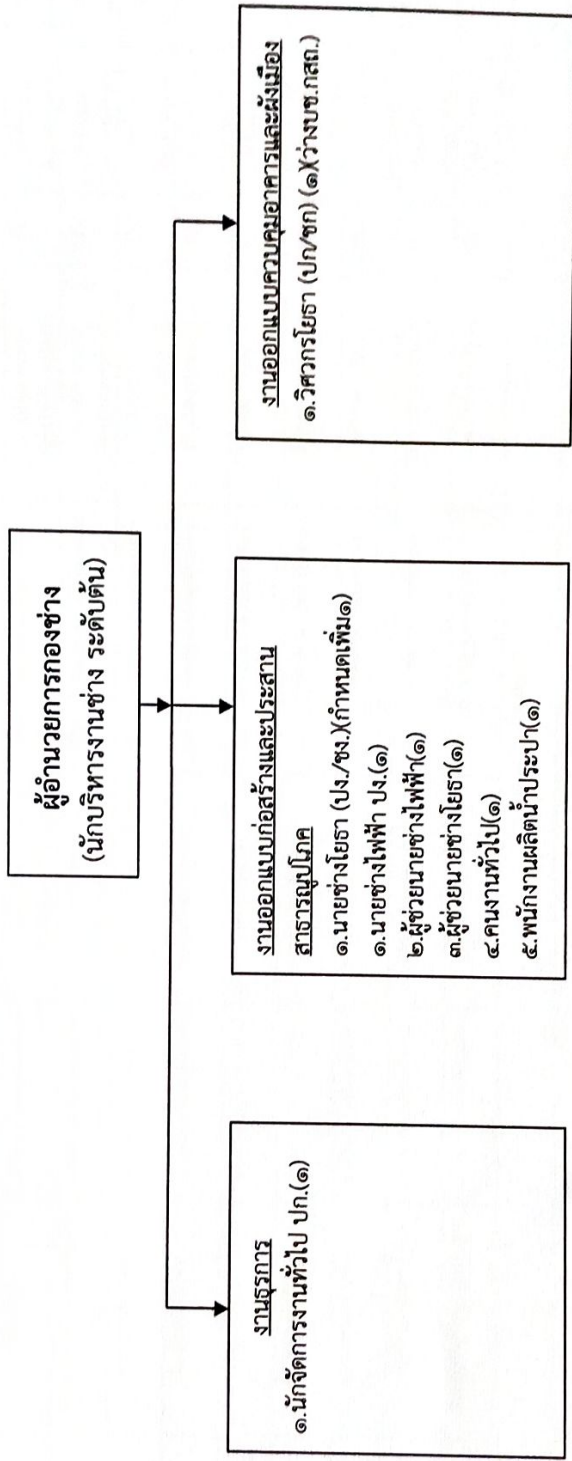 ผู้อำนวยการกองช่าง
(นักบริหารงานช่าง ระดับต้น)
งานธุรการ
๑.นักจัดการงานทั่วไป ปก.(๑)
งานออกแบบก่อสร้างและประสาน
สาธารณูปโภค
๑.นายช่างโยธา (ปง./ชง.)(กำหนดเพิ่ม๑)
๑.นายช่างไฟฟ้า ปง.(๑)
๒.ผู้ช่วยนายช่างไฟฟ้า(๑)
๓.ผู้ช่วยนายช่างโยธา(๑)
๔.คนงานทั่วไป(๑)
๕.พนักงานผลิตน้ำประปา(๑)
งานออกแบบควบคุมอาคารและผังเมือง
๑.วิศวกรโยธา (ปก/ชก) (๑)(ว่างบช.กสถ.)